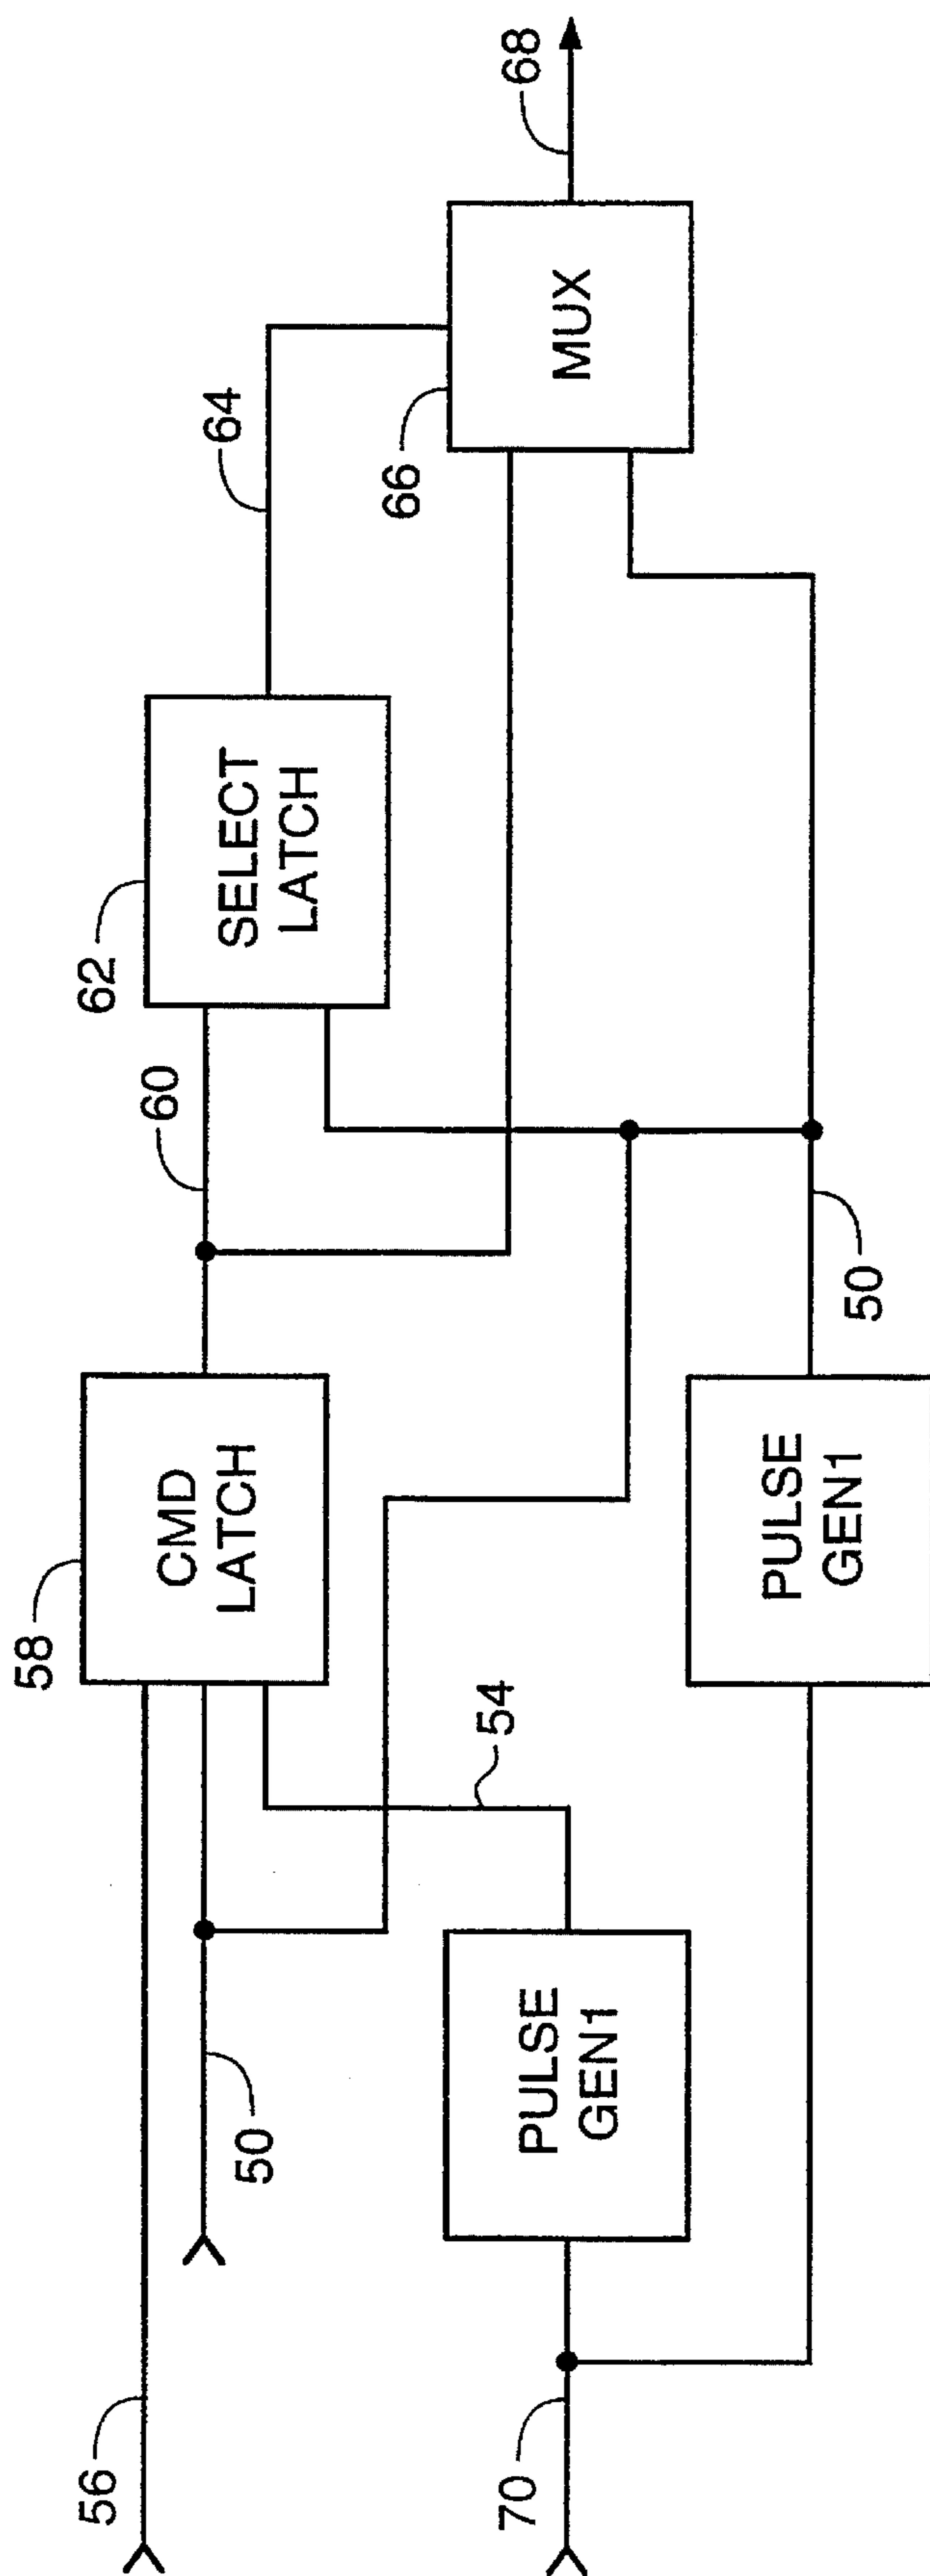 56
50
70
58
CMD
LATCH
54
PULSE
GEN1
PULSE
GEN1
60
50
62
SELECT
LATCH
64
66
MUX
68